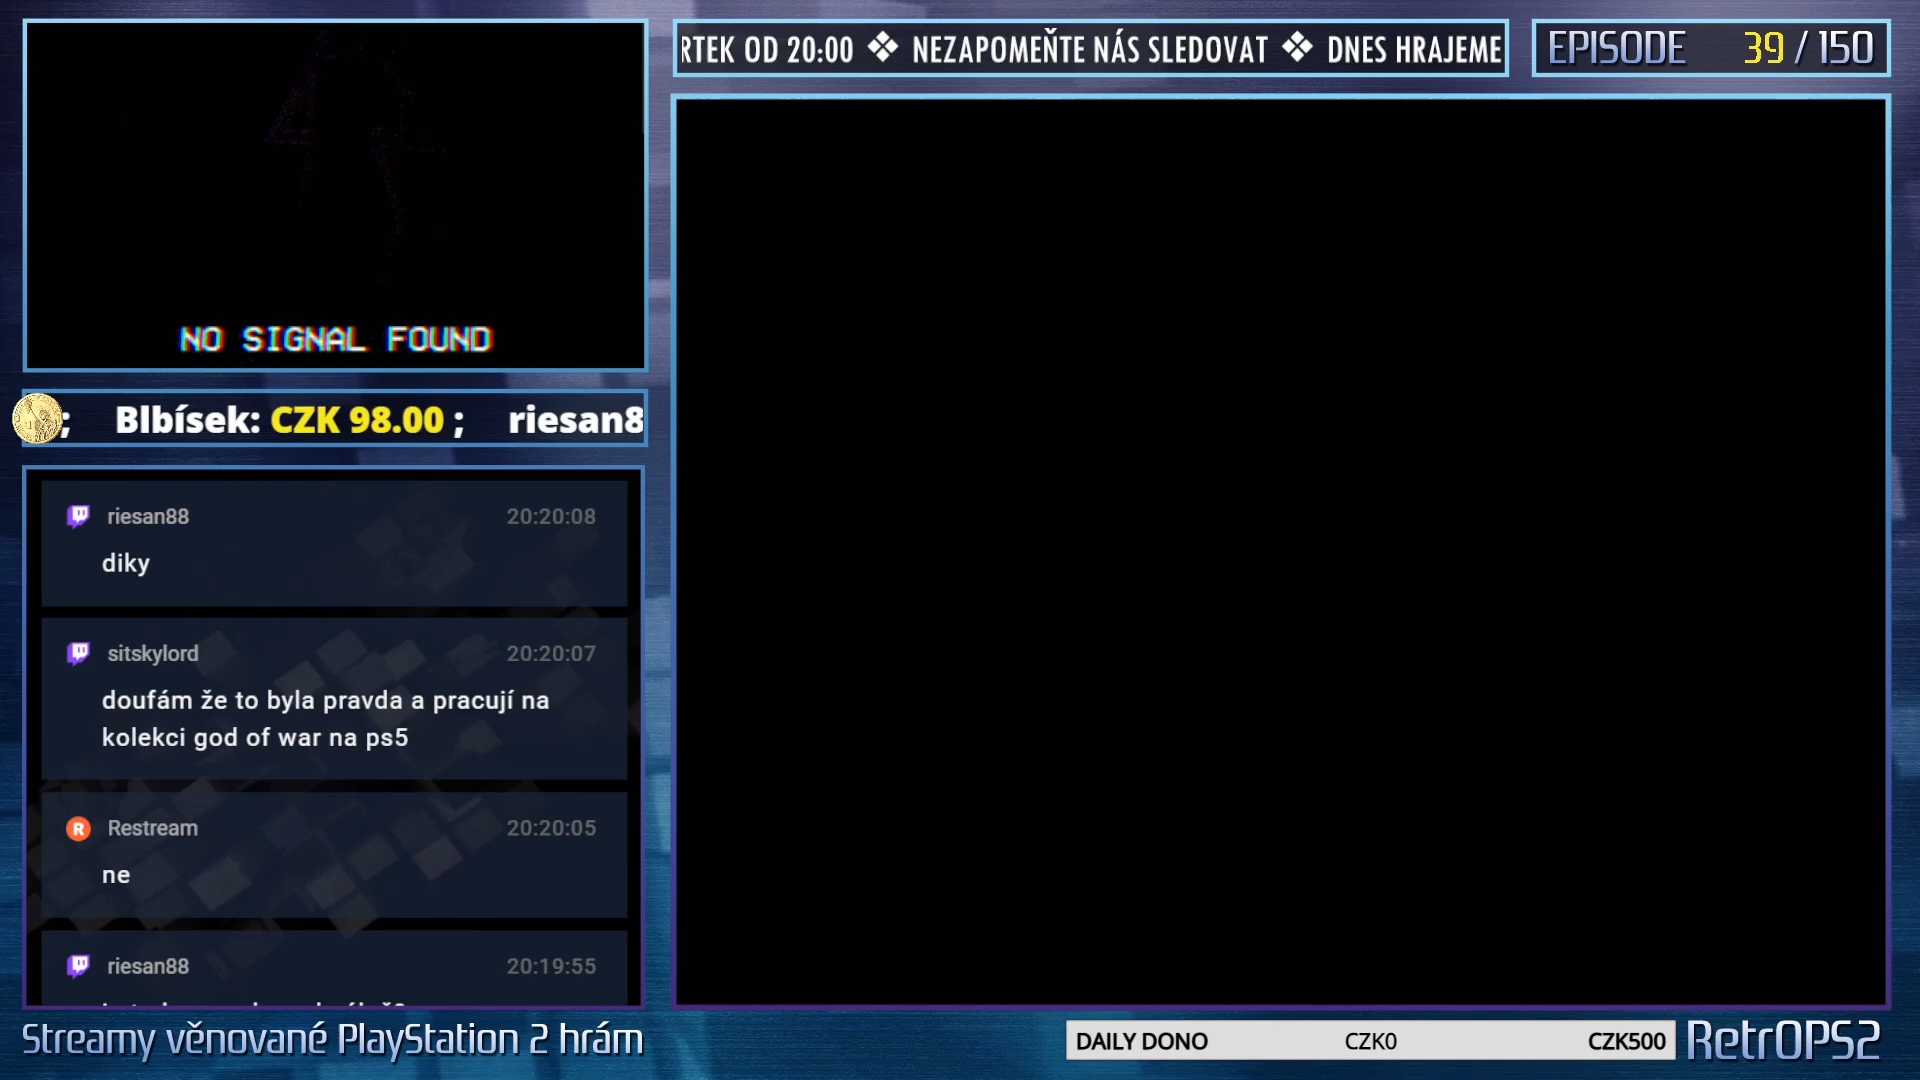 RTEK OD 20:00 ❖ NEZAPOMEŇTE NÁS SLEDOVAT ❖ DNES HRAJEME
EPISODE 39 / 150
NO SIGNAL FOUND
; Blbísek: CZK 98.00 ; riesan8
riesan88 20:20:08
diky
sitskylord 20:20:07
doufám že to byla pravda a pracují na
kolekci god of war na ps5
Restream 20:20:05
ne
riesan88 20:19:55
Streamy věnované PlayStation 2 hrám
DAILY DONO CZK0 CZK500
RetrOPS2